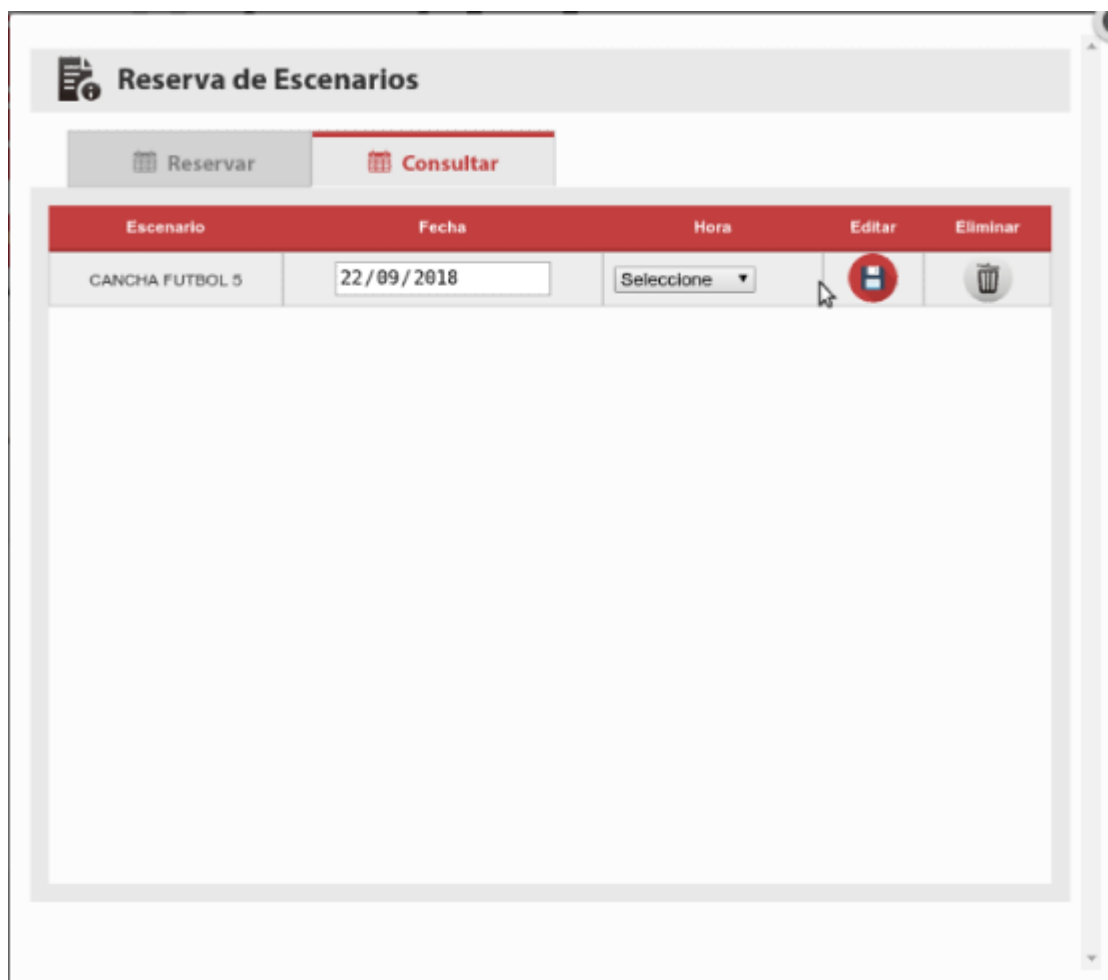 Reserva de Escenarios
Reservar Consultar
Escenario Fecha Hora Editar Eliminar
CANCHA FUTBOL 5 22/09/2018 Seleccione